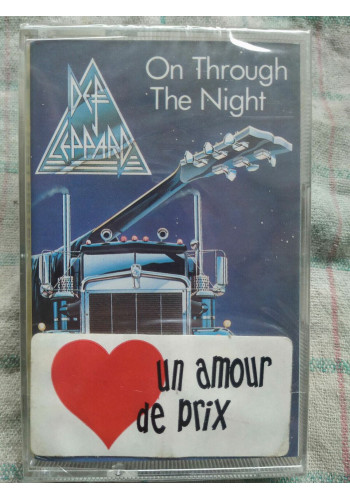 DEF
LEPPARD
On Through
The Night
un amour
de prix